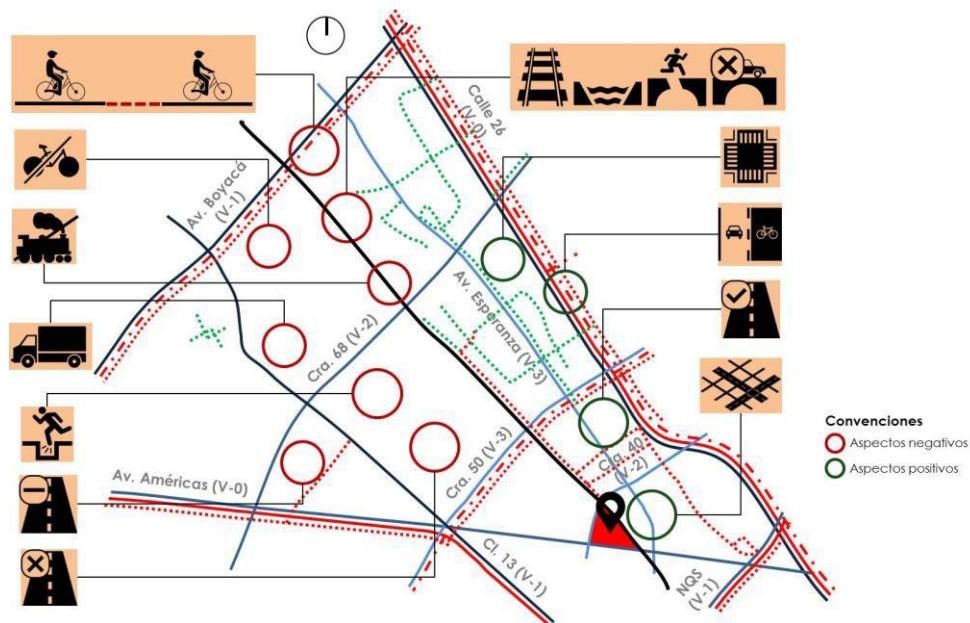 Calle 26
(V-0)
Av. Boyacá
(V-1)
Av. Esperanza (V-3)
Cra. 68 (V-2)
Cra. 50 (V-3)
Cra. 40
(V-2)
Av. Américas (V-0)
Cl. 13 (V-1)
NQS
(V-1)
Convenciones
Aspectos negativos
Aspectos positivos